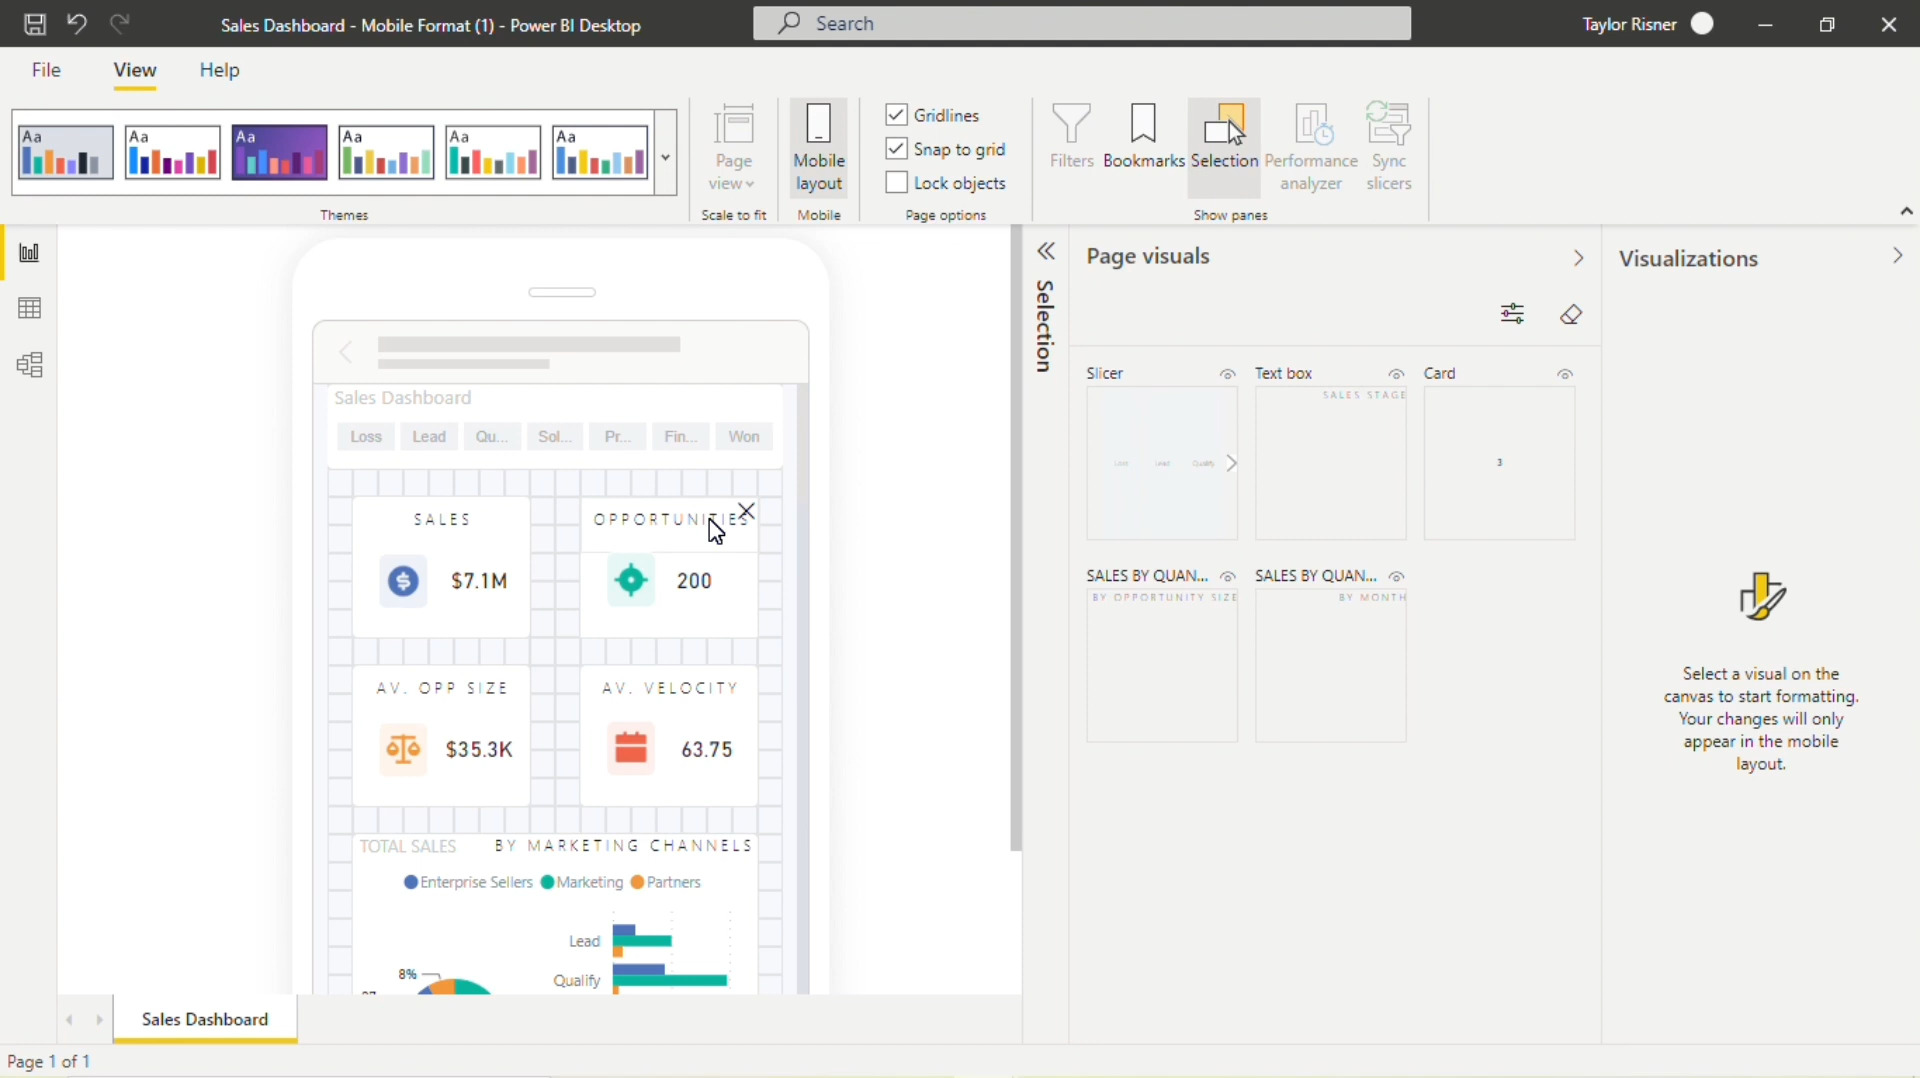 Sales Dashboard - Mobile Format (1) - Power BI Desktop
Search
Taylor Risner
File
View
Help
Aa
Aa
Aa
Aa
Aa
Aa
Themes
Page view
Scale to fit
Mobile layout
Mobile
Gridlines
Snap to grid
Lock objects
Page options
Filters
Bookmarks
Selection
Performance analyzer
Sync slicers
Show panes
Sales Dashboard
Loss Lead Qu... Sol... Pr... Fin... Won
SALES
$7.1M
OPPORTUNITIES
200
AV. OPP SIZE
$35.3K
AV. VELOCITY
63.75
TOTAL SALES BY MARKETING CHANNELS
Enterprise Sellers Marketing Partners
Lead
8%
Qualify
Selection
Page visuals
Slicer
Loss Lead Qualify
Text box
SALES STAGE
Card
3
SALES BY QUAN...
BY OPPORTUNITY SIZE
SALES BY QUAN...
BY MONTH
Visualizations
Select a visual on the
canvas to start formatting.
Your changes will only
appear in the mobile
layout.
Sales Dashboard
Page 1 of 1